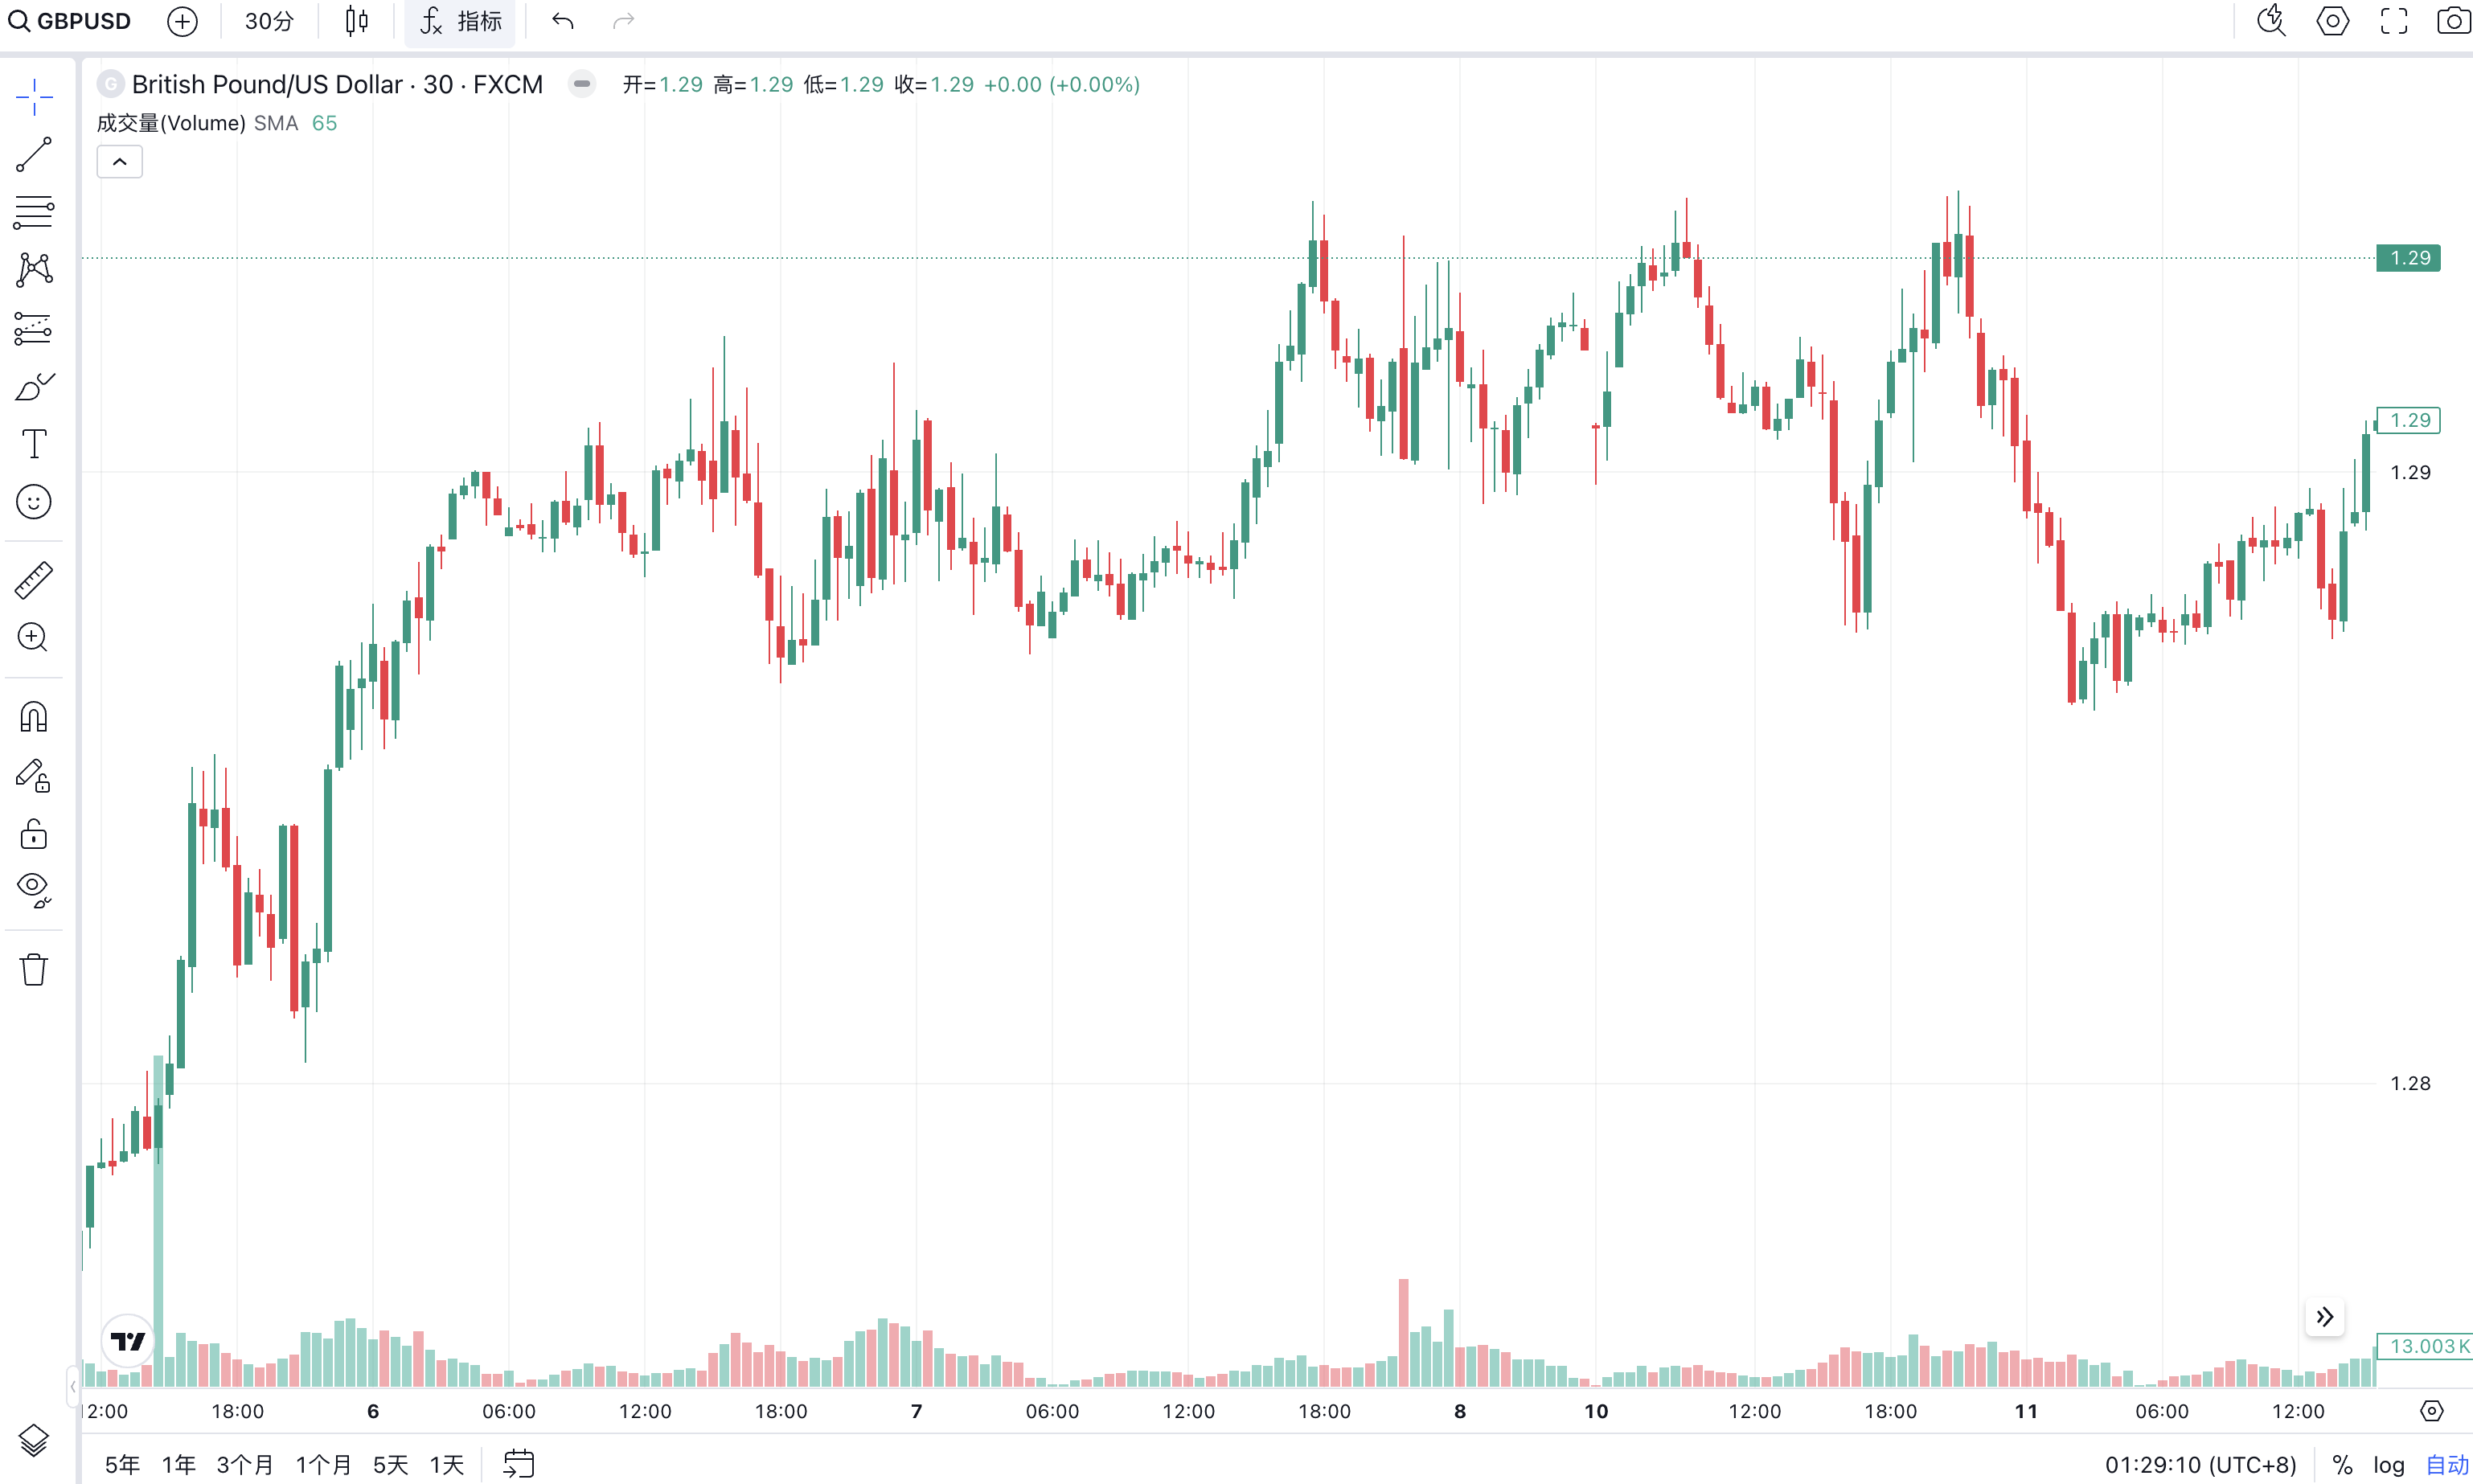 GBPUSD 30分 指标
G British Pound/US Dollar · 30 · FXCM 开=1.29 高=1.29 低=1.29 收=1.29 +0.00 (+0.00%)
成交量(Volume) SMA 65
1.29
1.29
1.29
1.28
13.003K
12:00 18:00 6 06:00 12:00 18:00 7 06:00 12:00 18:00 8 10 12:00 18:00 11 06:00 12:00
5年 1年 3个月 1个月 5天 1天 01:29:10 (UTC+8) % log 自动